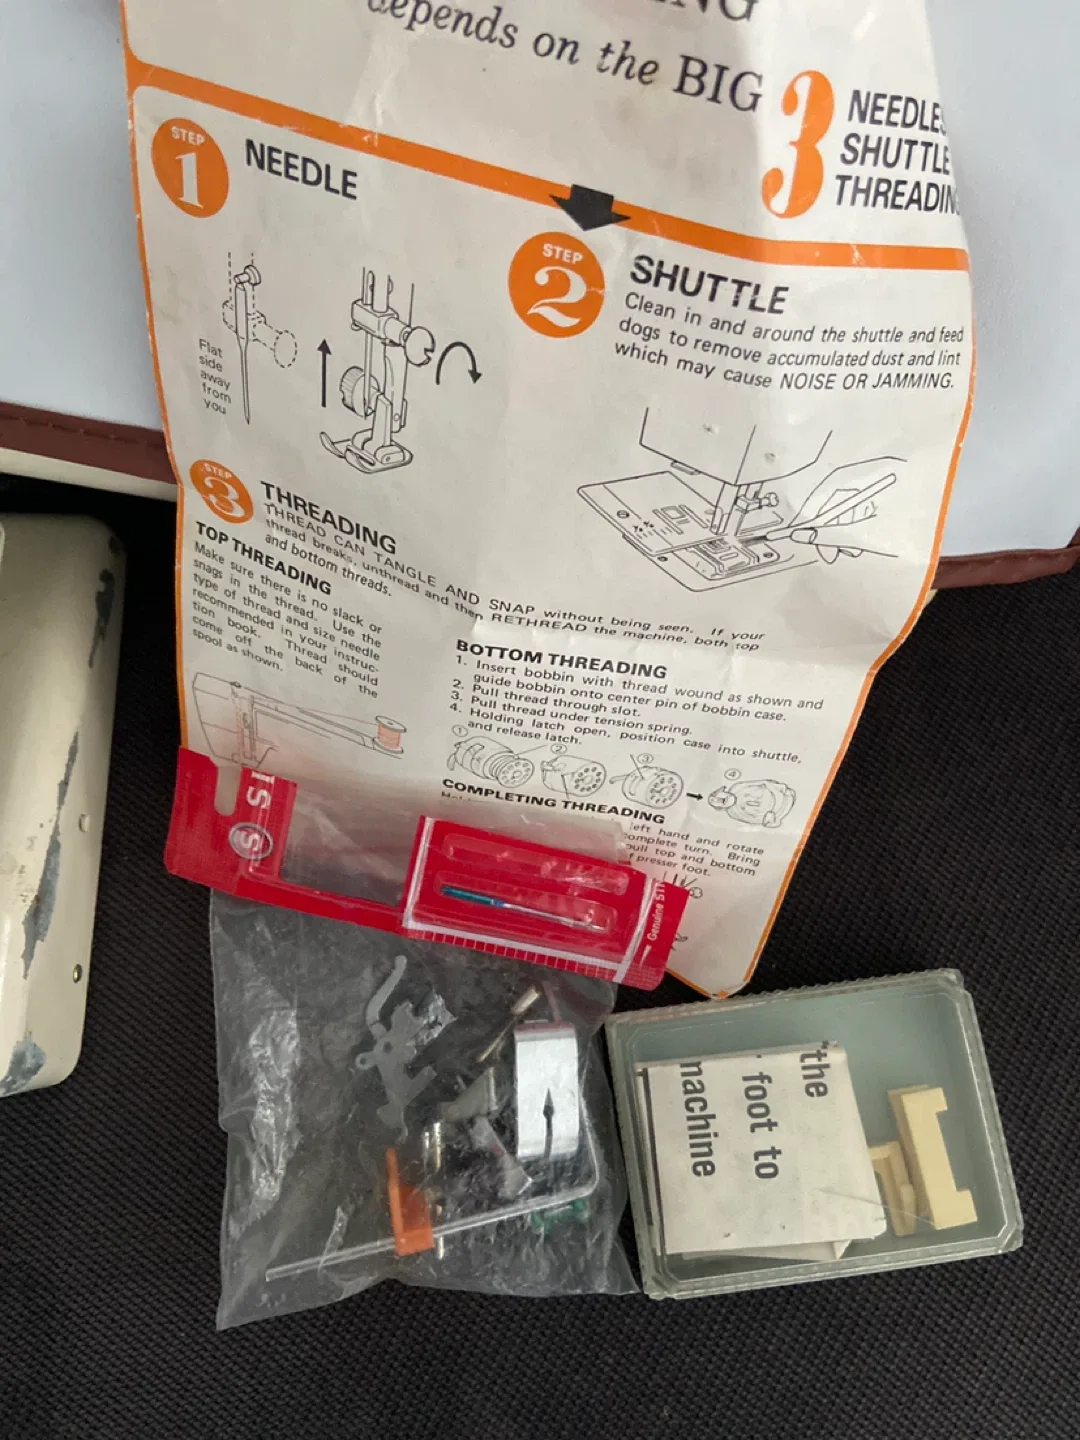 depends on the BIG 3
NEEDLES
SHUTTLE
THREADING
STEP
1
NEEDLE
Flat
side
away
from
you
STEP
2
SHUTTLE
Clean in and around the shuttle and feed
dogs to remove accumulated dust and lint
which may cause NOISE OR JAMMING.
STEP
3
THREADING
THREAD CAN TANGLE AND SNAP without being seen. If your
thread breaks, unthread and then RETHREAD the machine, both top
and bottom threads.
TOP THREADING
Make sure there is no slack or
snags in the thread. Use the
type of thread and size needle
recommended in your instruc-
tion book. Thread should
come off the back of the
spool as shown.
BOTTOM THREADING
1. Insert bobbin with thread wound as shown and
guide bobbin onto center pin of bobbin case.
2. Pull thread through slot.
3. Pull thread under tension spring.
4. Holding latch open, position case into shuttle,
and release latch.
1
2
3
4
COMPLETING THREADING
left hand and rotate
complete turn. Bring
pull top and bottom
presser foot.
S
Genuine
"the
foot to
machine